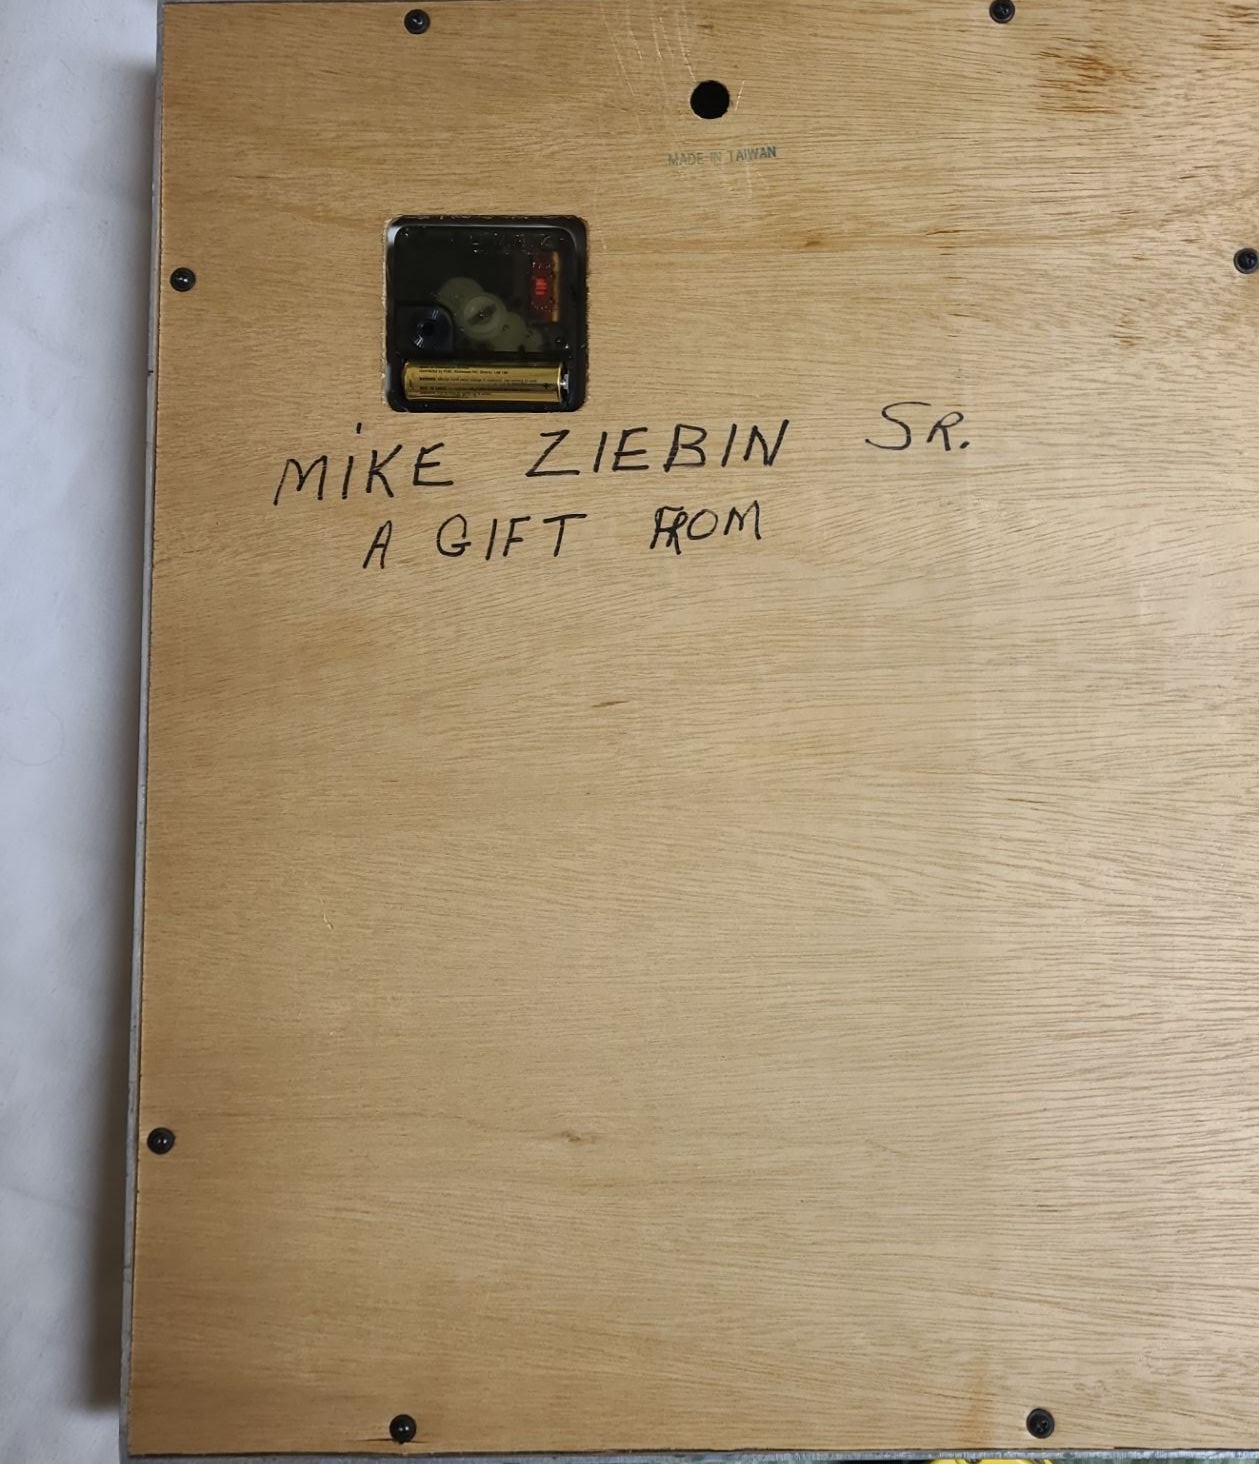 MADE IN TAIWAN
MiKE ZIEBIN SR.
A GIFT FROM